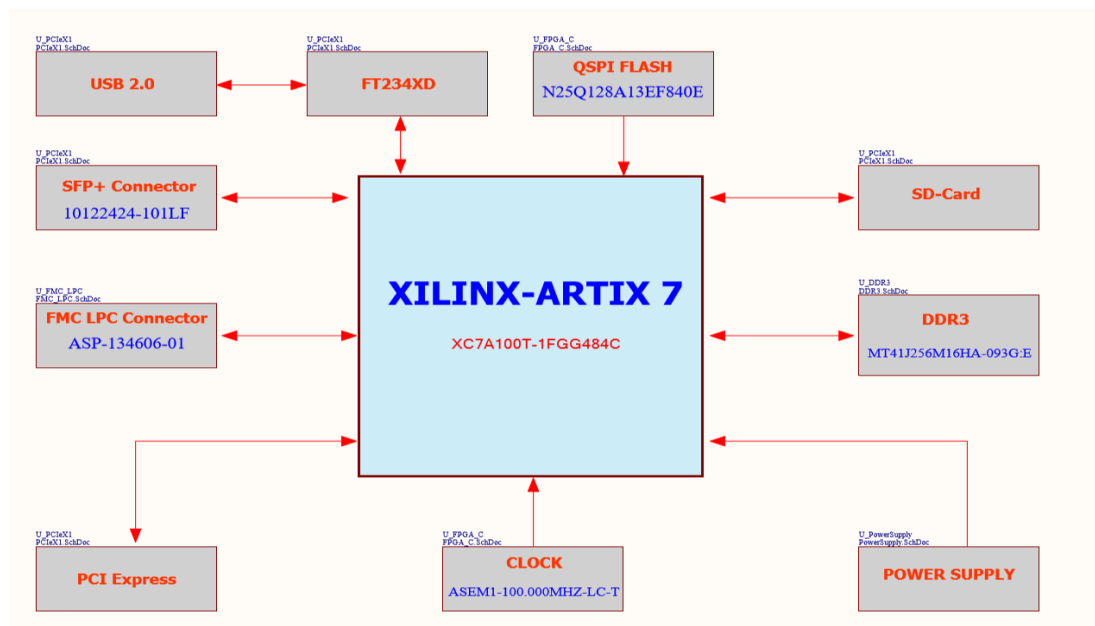 U_PCIeX1
PCIeX1.SchDoc
USB 2.0
U_PCIeX1
PCIeX1.SchDoc
FT234XD
U_FPGA_C
FPGA_C.SchDoc
QSPI FLASH
N25Q128A13EF840E
U_PCIeX1
PCIeX1.SchDoc
SFP+ Connector
10122424-101LF
U_PCIeX1
PCIeX1.SchDoc
SD-Card
U_FMC_LPC
FMC_LPC.SchDoc
FMC LPC Connector
ASP-134606-01
XILINX-ARTIX 7
XC7A100T-1FGG484C
U_DDR3
DDR3.SchDoc
DDR3
MT41J256M16HA-093G:E
U_PCIeX1
PCIeX1.SchDoc
PCI Express
U_FPGA_C
FPGA_C.SchDoc
CLOCK
ASEM1-100.000MHZ-LC-T
U_PowerSupply
PowerSupply.SchDoc
POWER SUPPLY